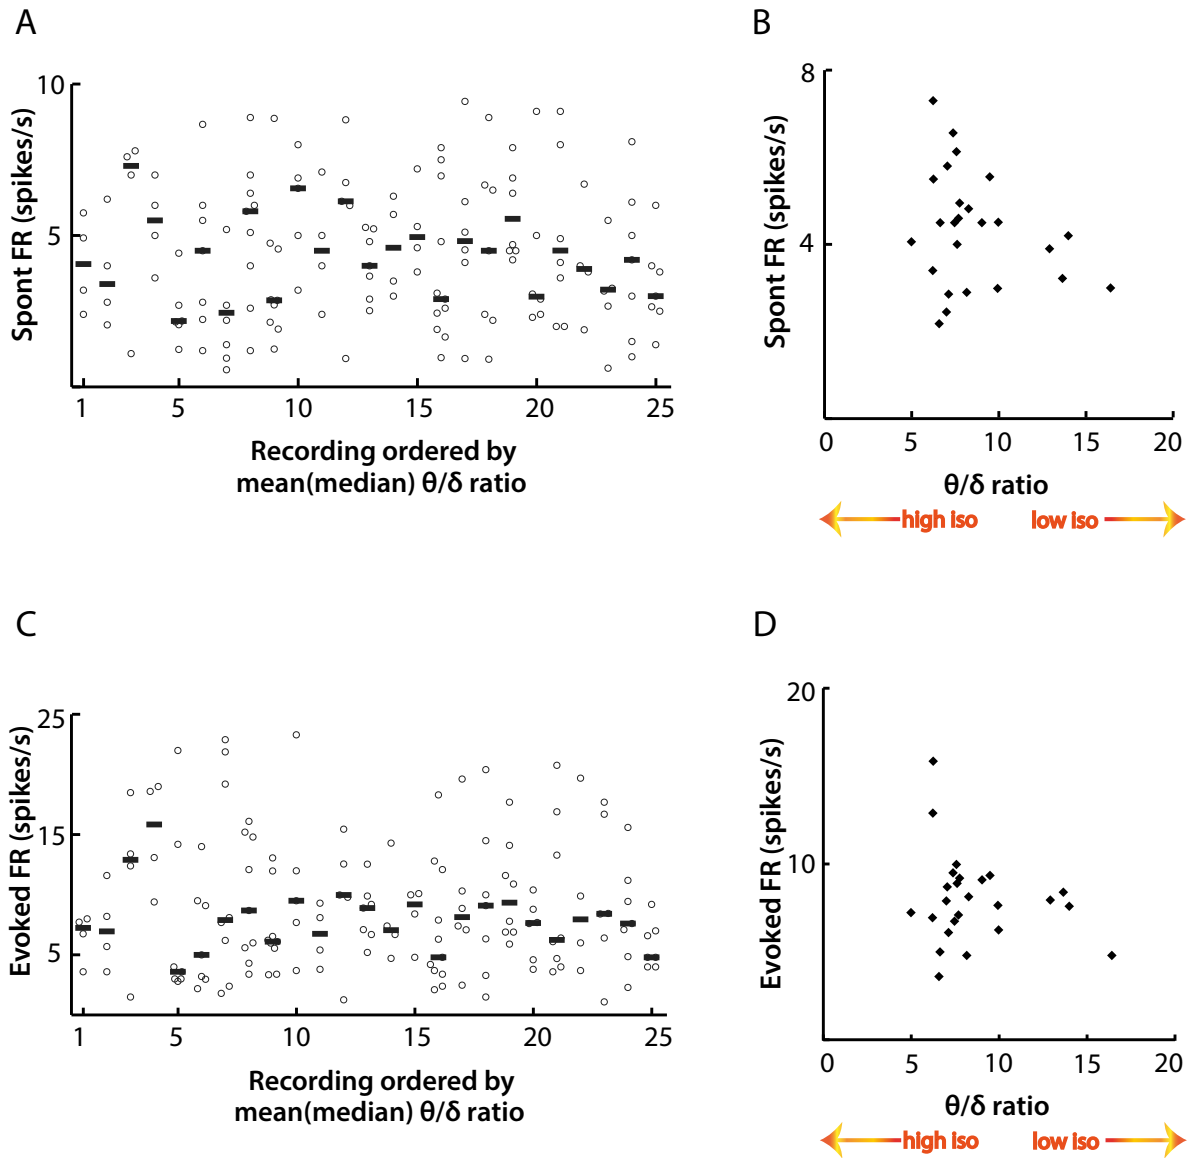 A
10
5
Spont FR (spikes/s)
1 5 10 15 20 25
Recording ordered by
mean(median) θ/δ ratio
B
8
4
Spont FR (spikes/s)
0 5 10 15 20
θ/δ ratio
high iso low iso
C
25
15
5
Evoked FR (spikes/s)
1 5 10 15 20 25
Recording ordered by
mean(median) θ/δ ratio
D
20
10
Evoked FR (spikes/s)
0 5 10 15 20
θ/δ ratio
high iso low iso